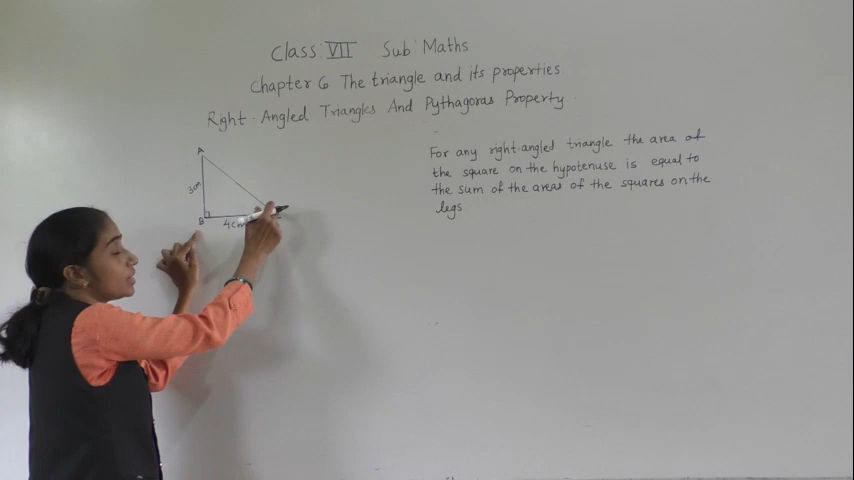 Class: VII Sub: Maths
Chapter 6 The triangle and its properties
Right-Angled Triangles And Pythagoras Property
For any right-angled triangle the area of
the square on the hypotenuse is equal to
the sum of the areas of the squares on the
legs
A
3cm
B
4cm